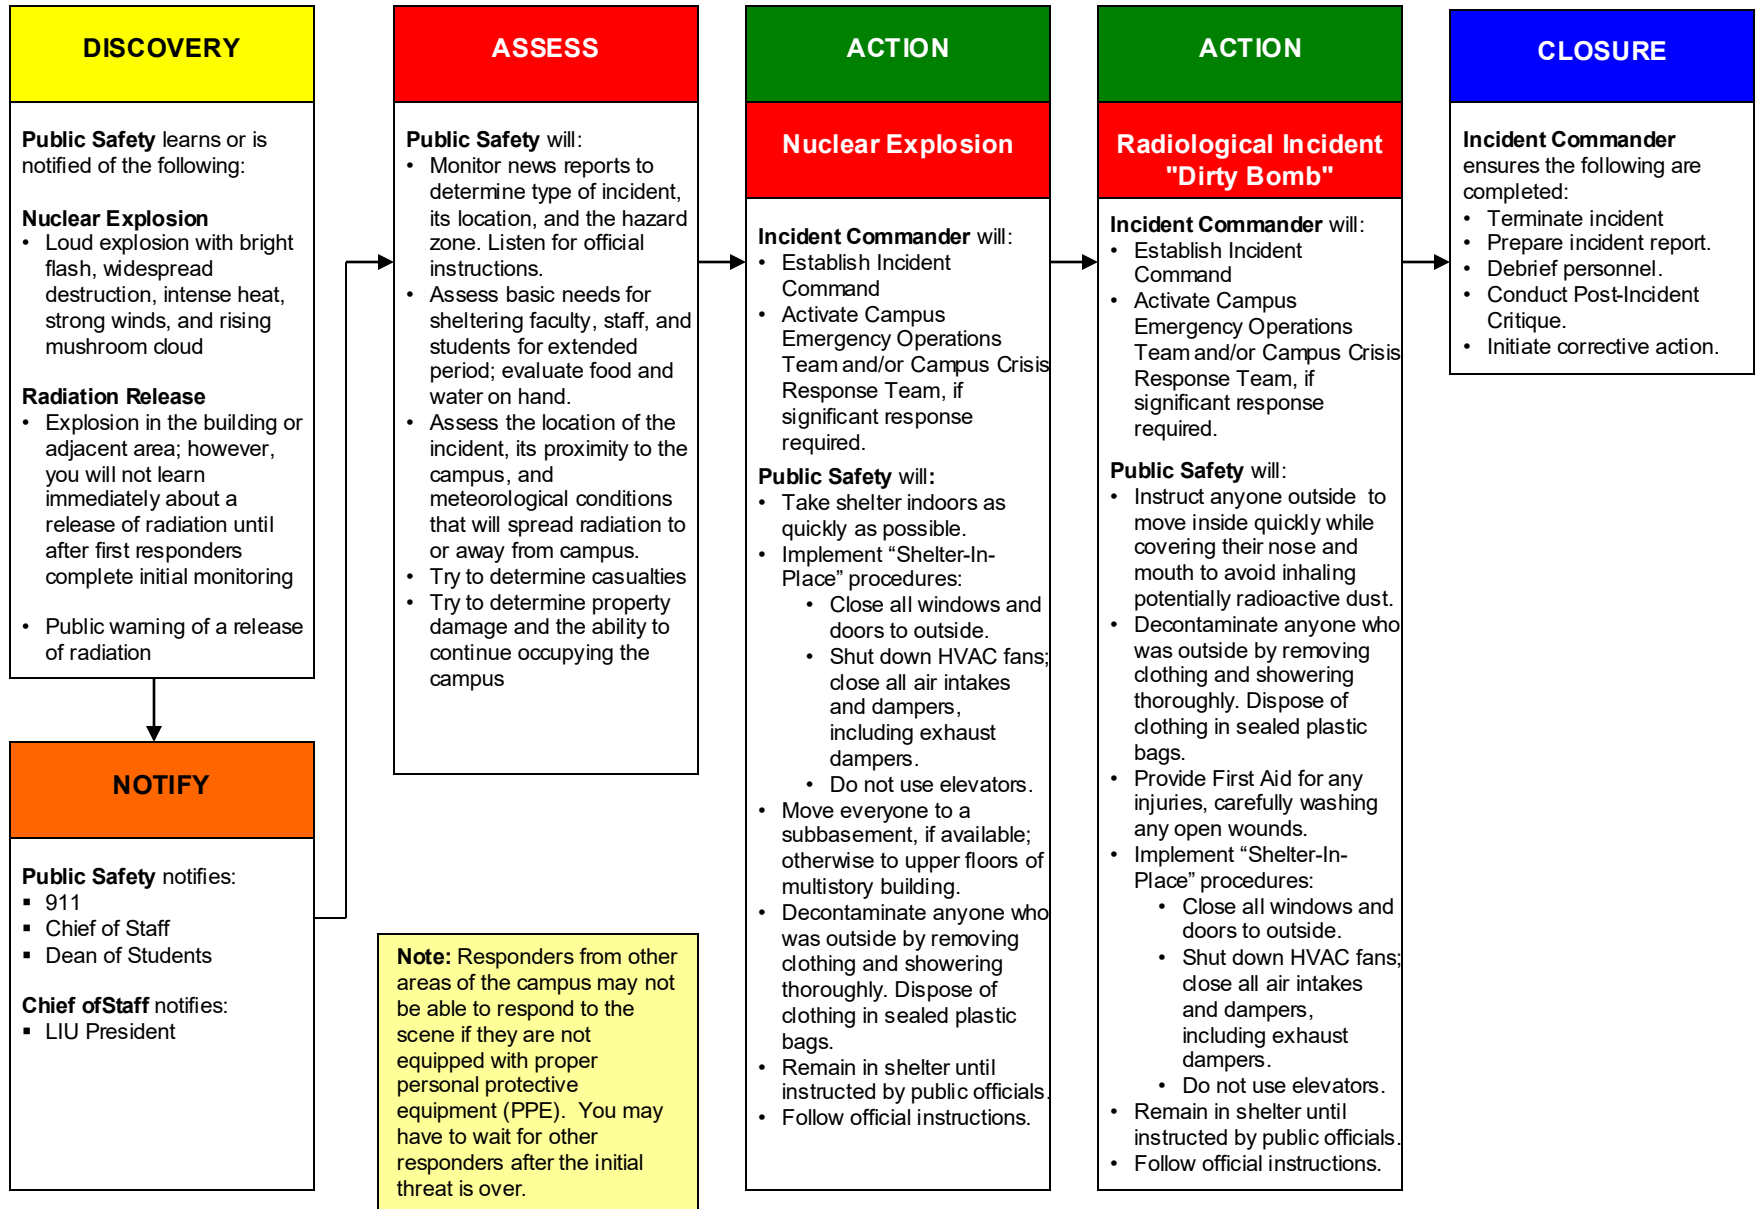 DISCOVERY
Public Safety learns or is
notified of the following:
Nuclear Explosion
• Loud explosion with bright
flash, widespread
destruction, intense heat,
strong winds, and rising
mushroom cloud
Radiation Release
• Explosion in the building or
adjacent area; however,
you will not learn
immediately about a
release of radiation until
after first responders
complete initial monitoring
• Public warning of a release
of radiation
NOTIFY
Public Safety notifies:
▪ 911
▪ Chief of Staff
▪ Dean of Students
Chief ofStaff notifies:
▪ LIU President
ASSESS
Public Safety will:
• Monitor news reports to
determine type of incident,
its location, and the hazard
zone. Listen for official
instructions.
• Assess basic needs for
sheltering faculty, staff, and
students for extended
period; evaluate food and
water on hand.
• Assess the location of the
incident, its proximity to the
campus, and
meteorological conditions
that will spread radiation to
or away from campus.
• Try to determine casualties
• Try to determine property
damage and the ability to
continue occupying the
campus
Note: Responders from other
areas of the campus may not
be able to respond to the
scene if they are not
equipped with proper
personal protective
equipment (PPE). You may
have to wait for other
responders after the initial
threat is over.
ACTION
Nuclear Explosion
Incident Commander will:
• Establish Incident
Command
• Activate Campus
Emergency Operations
Team and/or Campus Crisis
Response Team, if
significant response
required.
Public Safety will:
• Take shelter indoors as
quickly as possible.
• Implement “Shelter-In-
Place” procedures:
• Close all windows and
doors to outside.
• Shut down HVAC fans;
close all air intakes
and dampers,
including exhaust
dampers.
• Do not use elevators.
• Move everyone to a
subbasement, if available;
otherwise to upper floors of
multistory building.
• Decontaminate anyone who
was outside by removing
clothing and showering
thoroughly. Dispose of
clothing in sealed plastic
bags.
• Remain in shelter until
instructed by public officials.
• Follow official instructions.
ACTION
Radiological Incident
"Dirty Bomb"
Incident Commander will:
• Establish Incident
Command
• Activate Campus
Emergency Operations
Team and/or Campus Crisis
Response Team, if
significant response
required.
Public Safety will:
• Instruct anyone outside to
move inside quickly while
covering their nose and
mouth to avoid inhaling
potentially radioactive dust.
• Decontaminate anyone who
was outside by removing
clothing and showering
thoroughly. Dispose of
clothing in sealed plastic
bags.
• Provide First Aid for any
injuries, carefully washing
any open wounds.
• Implement “Shelter-In-
Place” procedures:
• Close all windows and
doors to outside.
• Shut down HVAC fans;
close all air intakes
and dampers,
including exhaust
dampers.
• Do not use elevators.
• Remain in shelter until
instructed by public officials.
• Follow official instructions.
CLOSURE
Incident Commander
ensures the following are
completed:
• Terminate incident
• Prepare incident report.
• Debrief personnel.
• Conduct Post-Incident
Critique.
• Initiate corrective action.